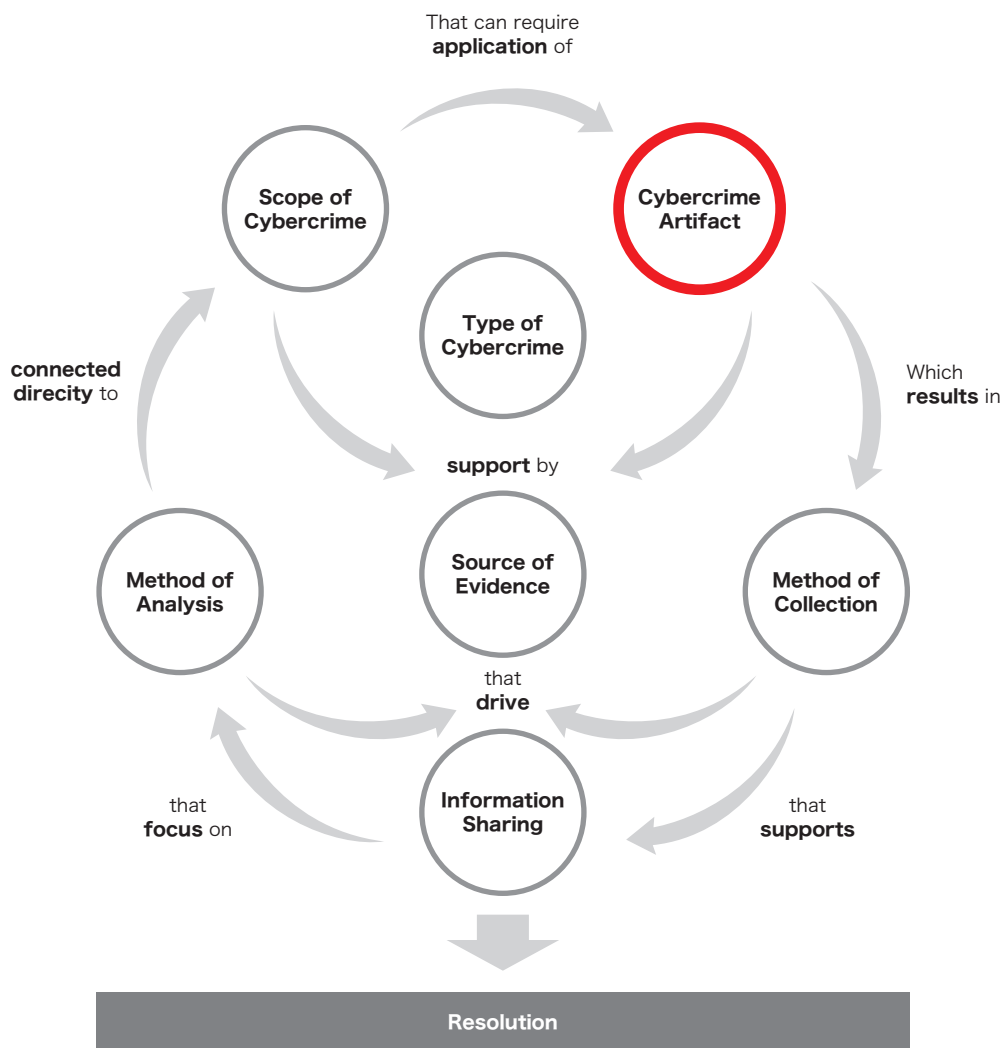 That can require
application of
Scope of
Cybercrime
Cybercrime
Artifact
Type of
Cybercrime
connected
direcity to
Which
results in
support by
Method of
Analysis
Source of
Evidence
Method of
Collection
that
drive
Information
Sharing
that
focus on
that
supports
Resolution